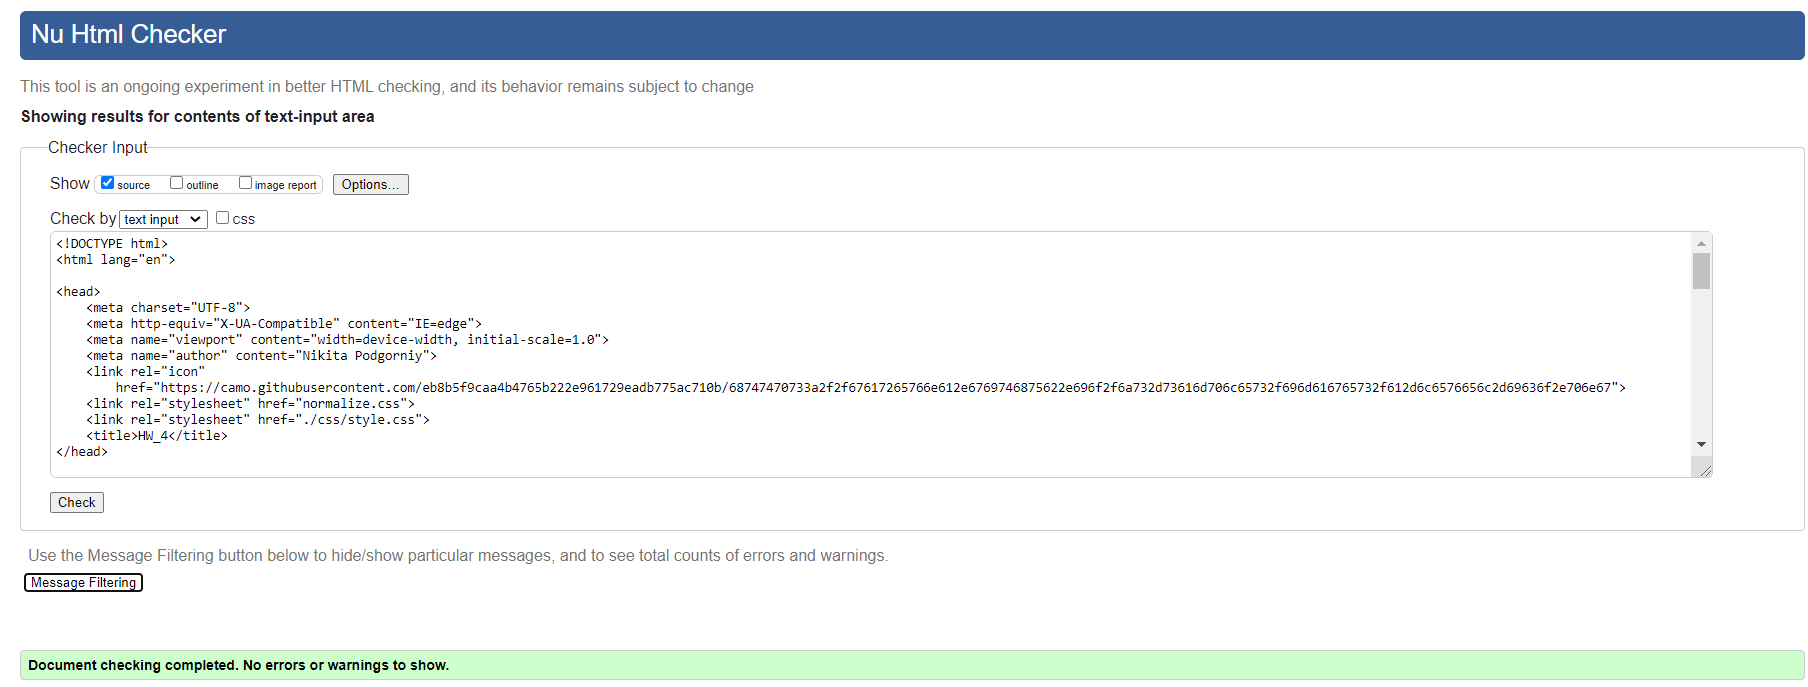 Nu Html Checker
This tool is an ongoing experiment in better HTML checking, and its behavior remains subject to change
Showing results for contents of text-input area
Checker Input
Show source outline image report Options...
Check by text input css
<!DOCTYPE html>
<html lang="en">
<head>
<meta charset="UTF-8">
<meta http-equiv="X-UA-Compatible" content="IE=edge">
<meta name="viewport" content="width=device-width, initial-scale=1.0">
<meta name="author" content="Nikita Podgorniy">
<link rel="icon"
href="https://camo.githubusercontent.com/eb8b5f9caa4b4765b222e961729eadb775ac710b/68747470733a2f2f67617265766e612e6769746875622e696f2f6a732d73616d706c65732f696d616765732f612d6c6576656c2d69636f2e706e67">
<link rel="stylesheet" href="normalize.css">
<link rel="stylesheet" href="./css/style.css">
<title>HW_4</title>
</head>
Check
Use the Message Filtering button below to hide/show particular messages, and to see total counts of errors and warnings.
Message Filtering
Document checking completed. No errors or warnings to show.